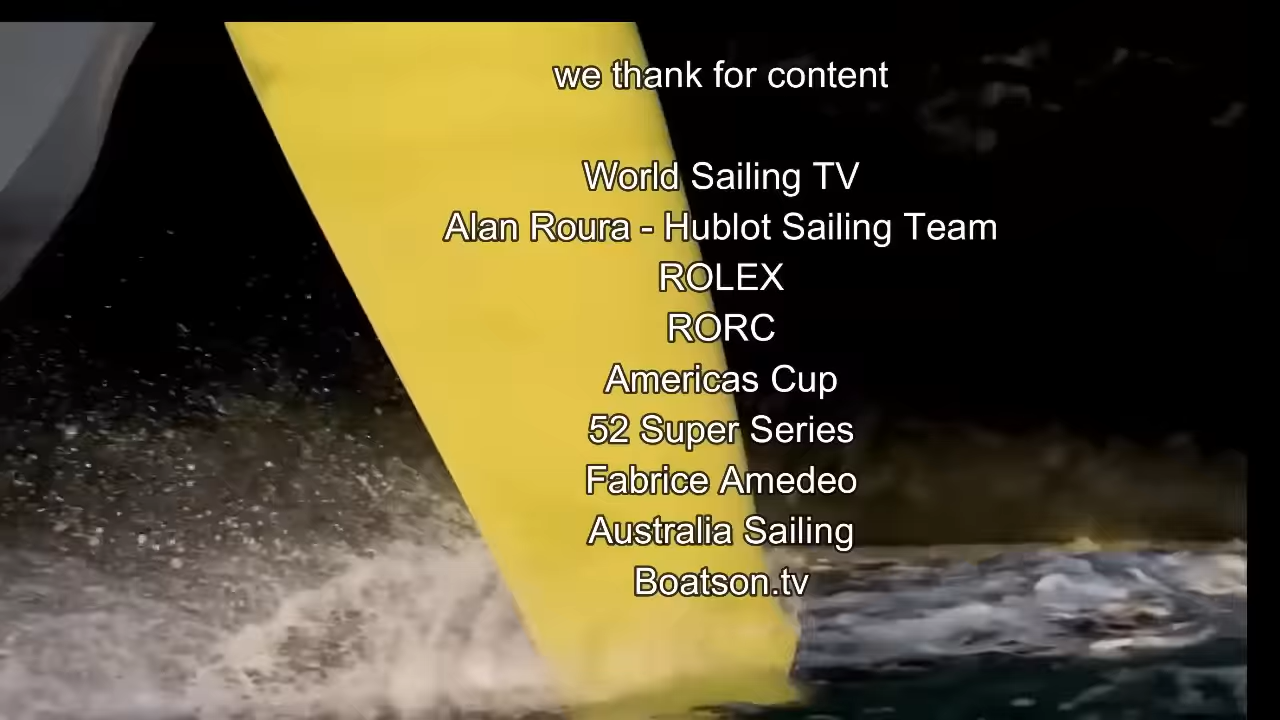 we thank for content
World Sailing TV
Alan Roura - Hublot Sailing Team
ROLEX
RORC
Americas Cup
52 Super Series
Fabrice Amedeo
Australia Sailing
Boatson.tv